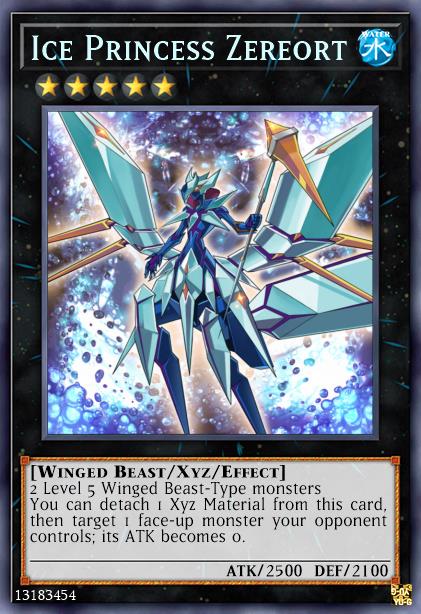 Ice Princess Zereort
WATER
水
[Winged Beast/Xyz/Effect]
2 Level 5 Winged Beast-Type monsters
You can detach 1 Xyz Material from this card,
then target 1 face-up monster your opponent
controls; its ATK becomes 0.
ATK/2500 DEF/2100
13183454